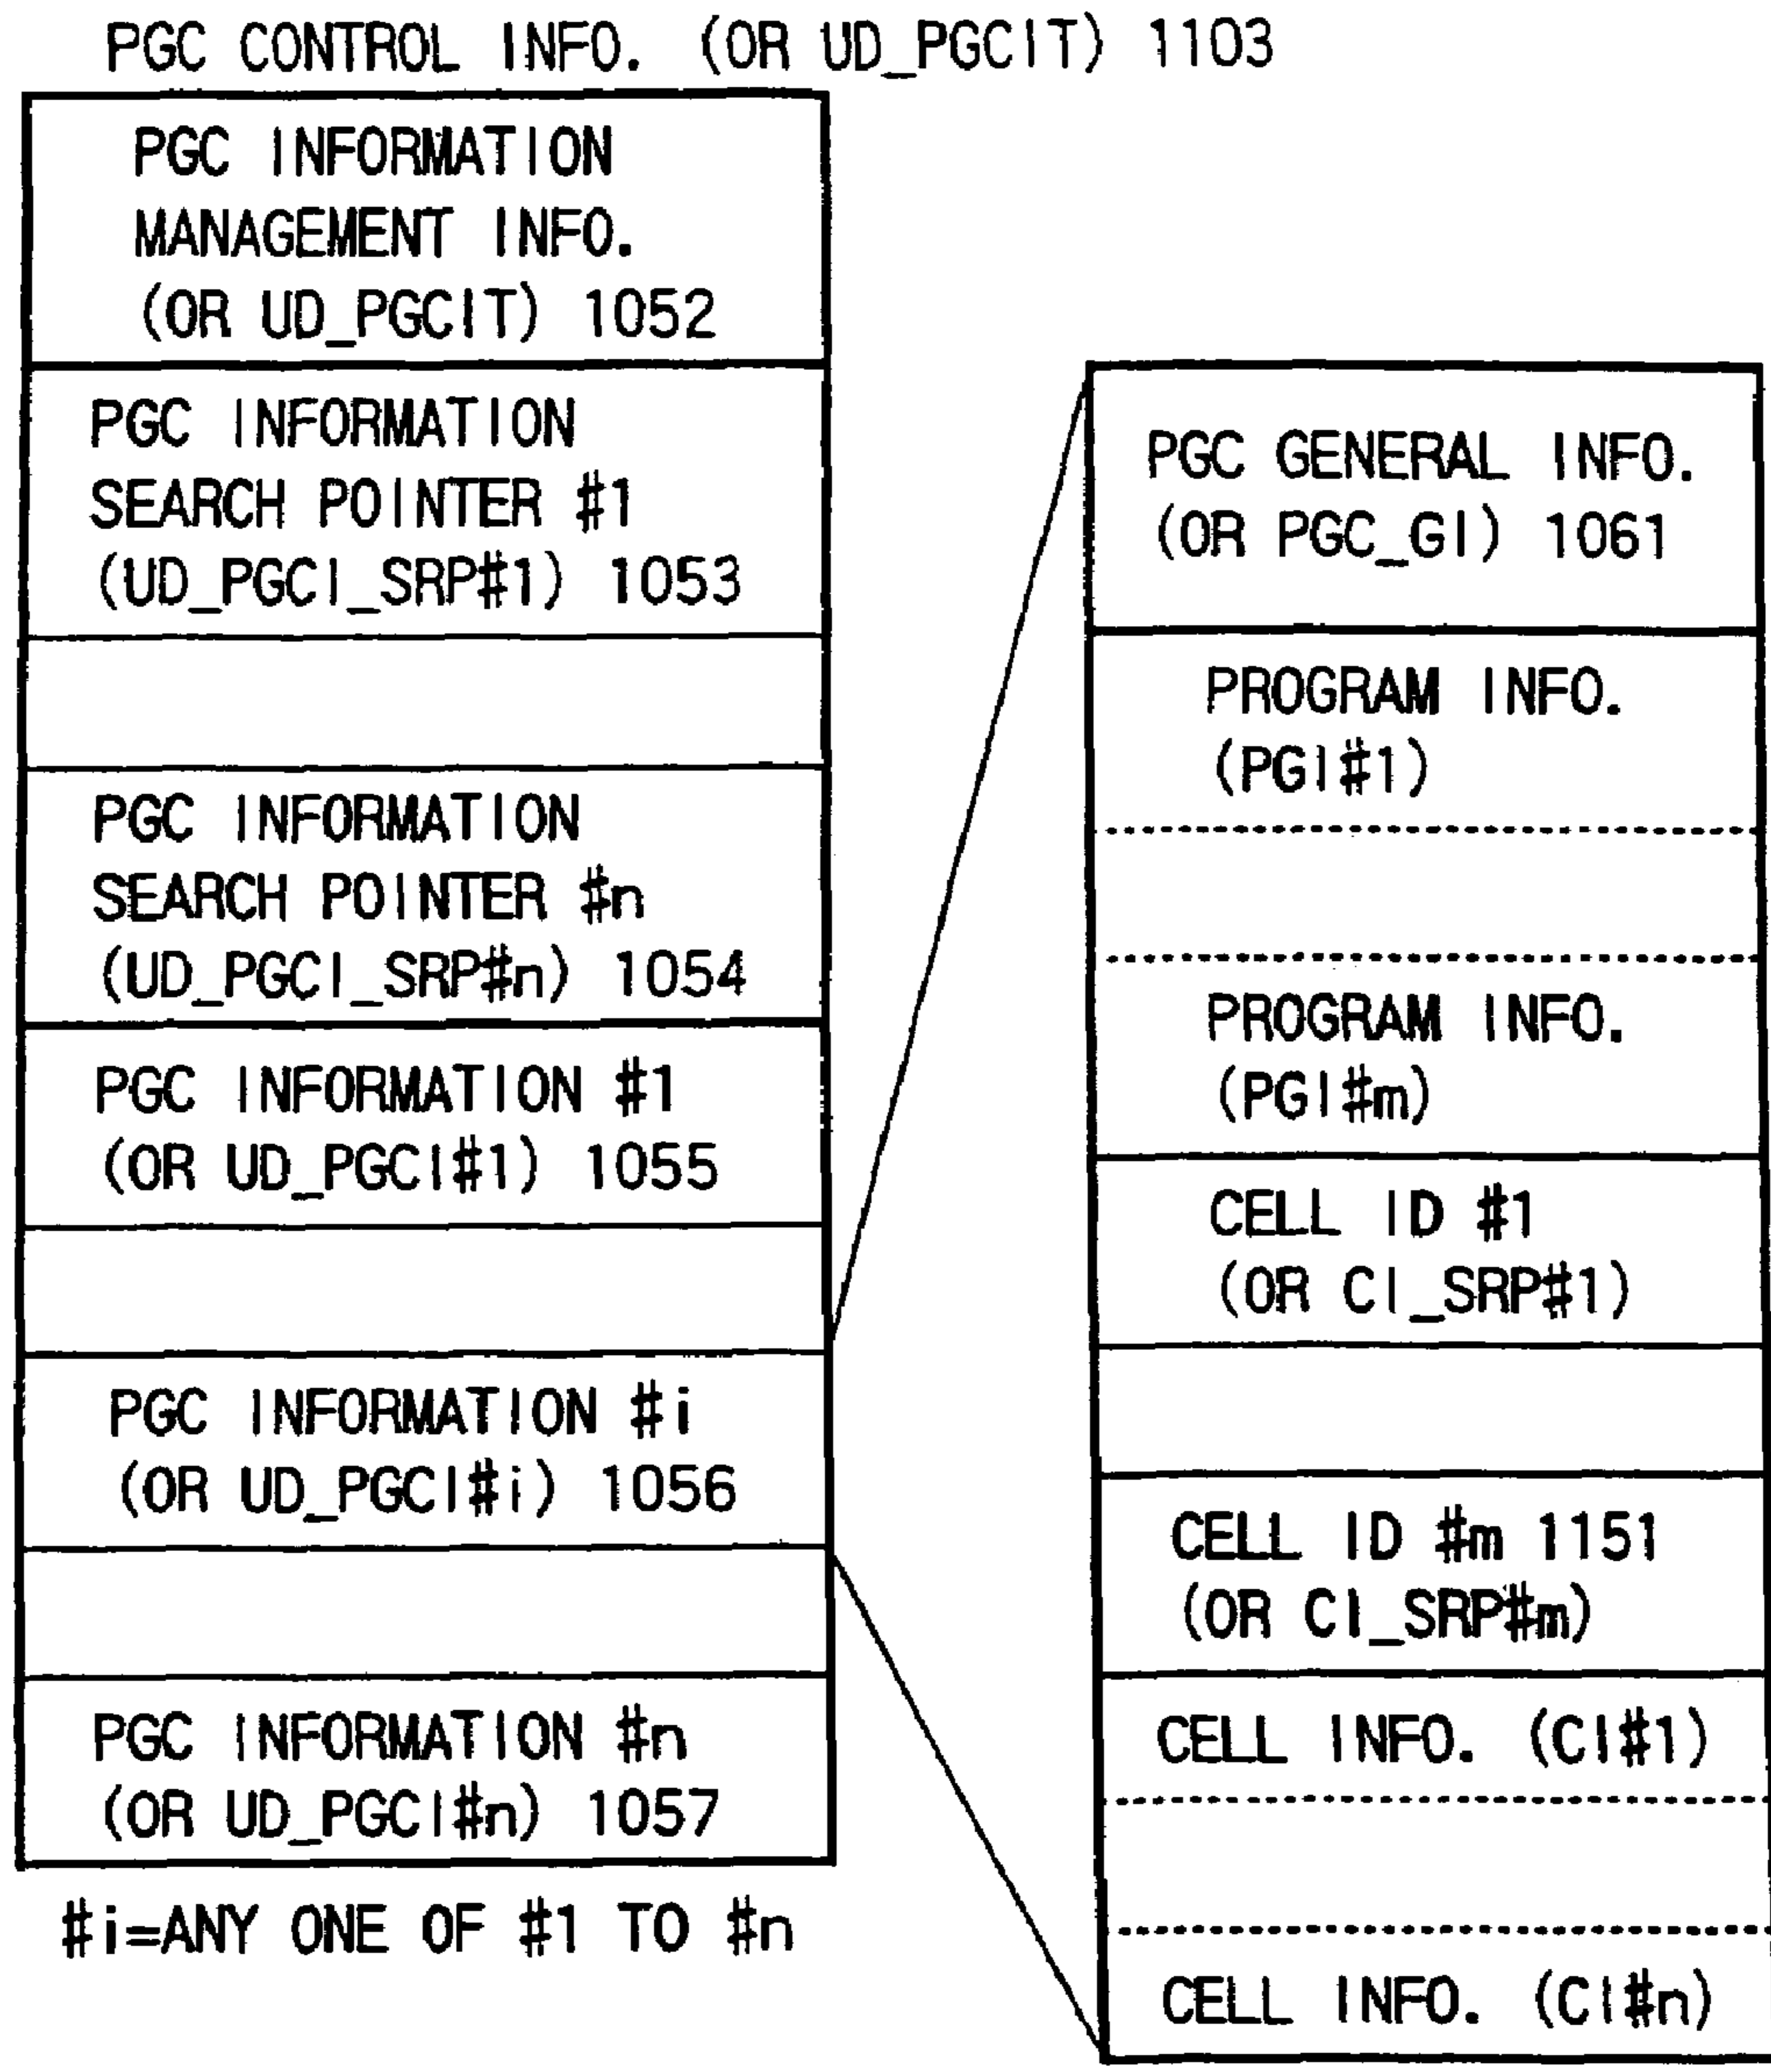 PGC CONTROL INFO. (OR UD_PGCIT) 1103
PGC INFORMATION
MANAGEMENT INFO.
(OR UD_PGCIT) 1052
PGC INFORMATION
SEARCH POINTER #1
(UD_PGCI_SRP#1) 1053
PGC INFORMATION
SEARCH POINTER #n
(UD_PGCI_SRP#n) 1054
PGC INFORMATION #1
(OR UD_PGCI#1) 1055
PGC INFORMATION #i
(OR UD_PGCI#i) 1056
PGC INFORMATION #n
(OR UD_PGCI#n) 1057
#i=ANY ONE OF #1 TO #n
PGC GENERAL INFO.
(OR PGC_GI) 1061
PROGRAM INFO.
(PGI#1)
PROGRAM INFO.
(PGI#m)
CELL ID #1
(OR CI_SRP#1)
CELL ID #m 1151
(OR CI_SRP#m)
CELL INFO. (CI#1)
CELL INFO. (CI#n)